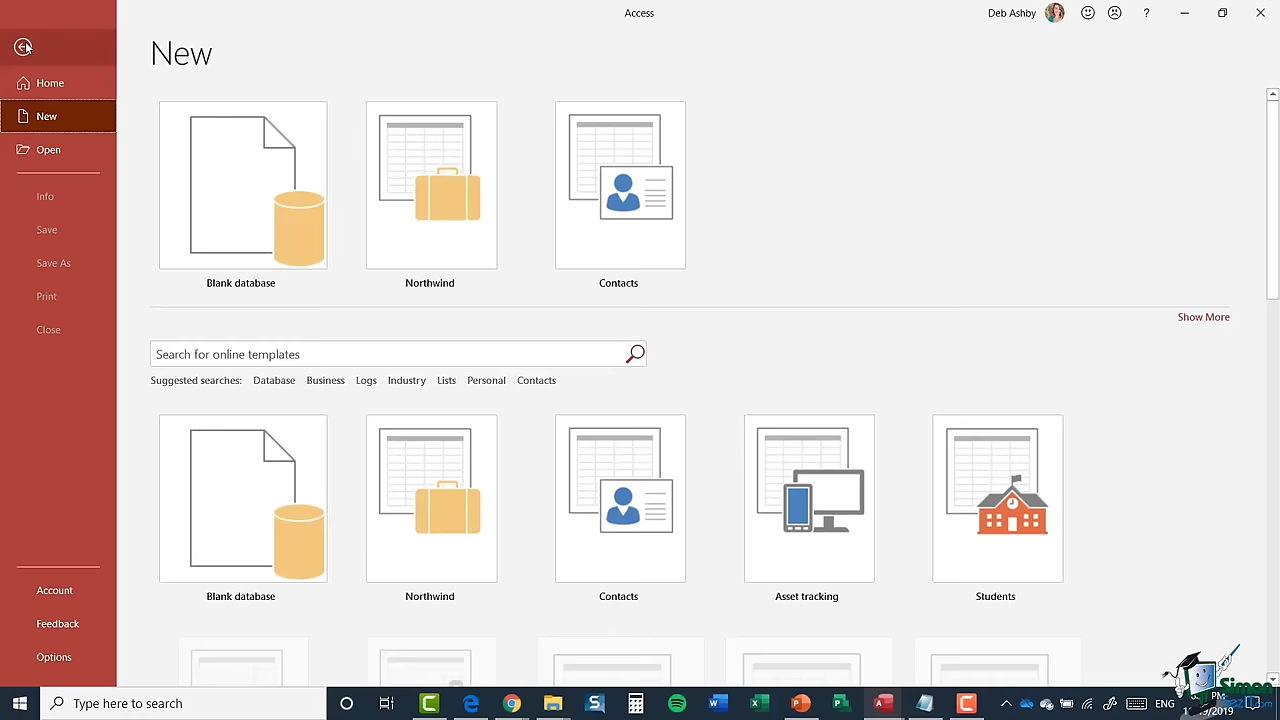 Access
Deb Ashby
?
Home
New
Open
Info
Save
Save As
Print
Close
Account
Feedback
Options
New
Blank database
Northwind
Contacts
Show More
Search for online templates
Suggested searches: Database Business Logs Industry Lists Personal Contacts
Blank database
Northwind
Contacts
Asset tracking
Students
Type here to search
ENG
Simon